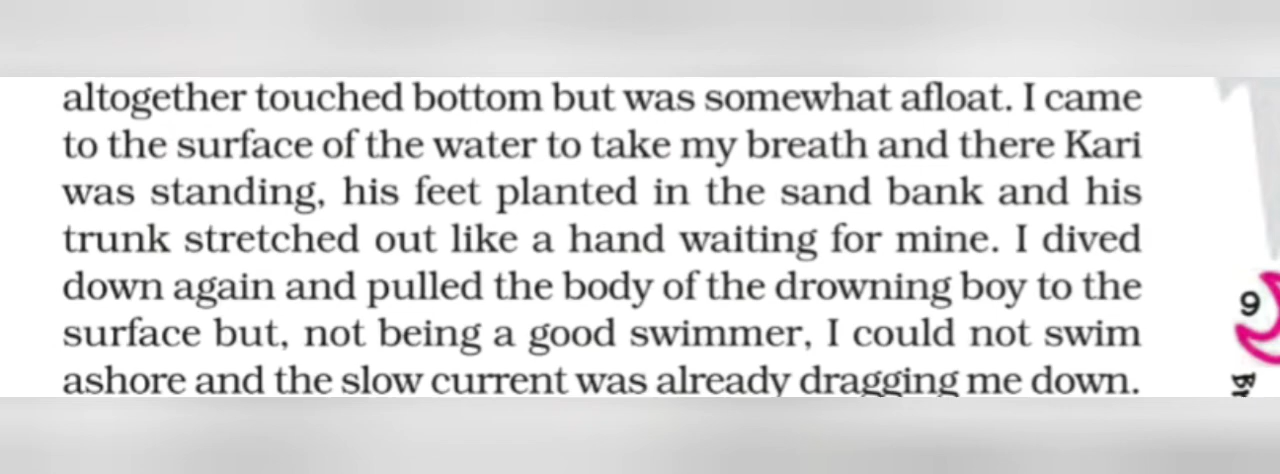 altogether touched bottom but was somewhat afloat. I came
to the surface of the water to take my breath and there Kari
was standing, his feet planted in the sand bank and his
trunk stretched out like a hand waiting for mine. I dived
down again and pulled the body of the drowning boy to the
surface but, not being a good swimmer, I could not swim
ashore and the slow current was already dragging me down.
9